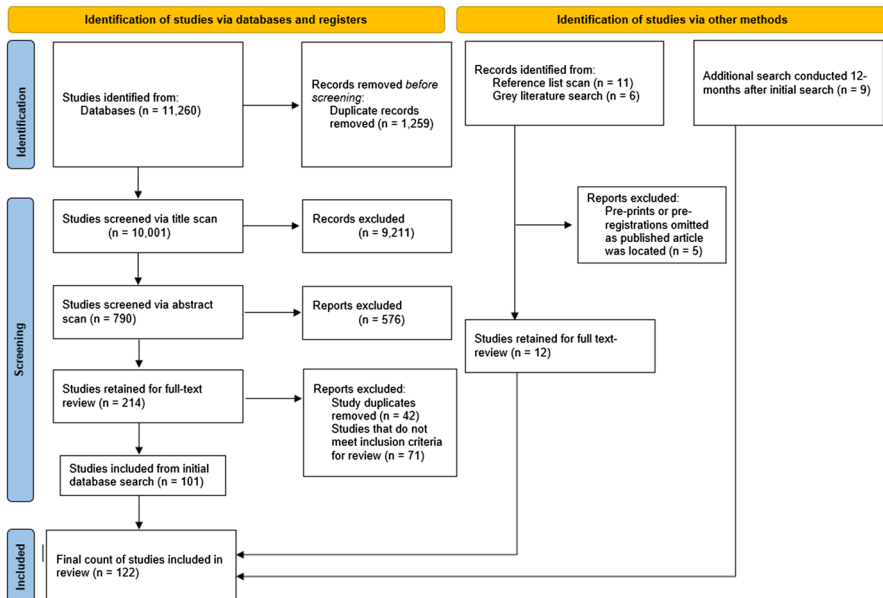 Identification of studies via databases and registers
Identification of studies via other methods
Identification
Studies identified from:
Databases (n = 11,260)
Records removed before
screening:
Duplicate records
removed (n = 1,259)
Records identified from:
Reference list scan (n = 11)
Grey literature search (n = 6)
Additional search conducted 12-
months after initial search (n = 9)
Screening
Studies screened via title scan
(n = 10,001)
Records excluded
(n = 9,211)
Reports excluded:
Pre-prints or pre-
registrations omitted
as published article
was located (n = 5)
Studies screened via abstract
scan (n = 790)
Reports excluded
(n = 576)
Studies retained for full text-
review (n = 12)
Studies retained for full-text
review (n = 214)
Reports excluded:
Study duplicates
removed (n = 42)
Studies that do not
meet inclusion criteria
for review (n = 71)
Studies included from initial
database search (n = 101)
Included
Final count of studies included in
review (n = 122)